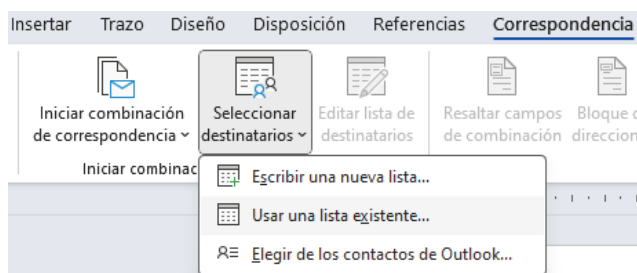 Insertar Trazo Diseño Disposición Referencias Correspondencia
Iniciar combinación
de correspondencia
Seleccionar
destinatarios
Editar lista de
destinatarios
Resaltar campos
de combinación
Bloque
Iniciar
Escribir una nueva lista...
Usar una lista existente...
Elegir de los contactos de Outlook...